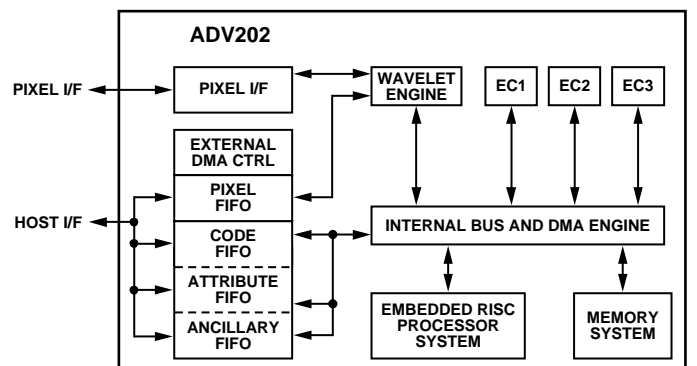 ADV202
PIXEL I/F
PIXEL I/F
WAVELET
ENGINE
EC1
EC2
EC3
EXTERNAL
DMA CTRL
PIXEL
FIFO
HOST I/F
CODE
FIFO
INTERNAL BUS AND DMA ENGINE
ATTRIBUTE
FIFO
ANCILLARY
FIFO
EMBEDDED RISC
PROCESSOR
SYSTEM
MEMORY
SYSTEM